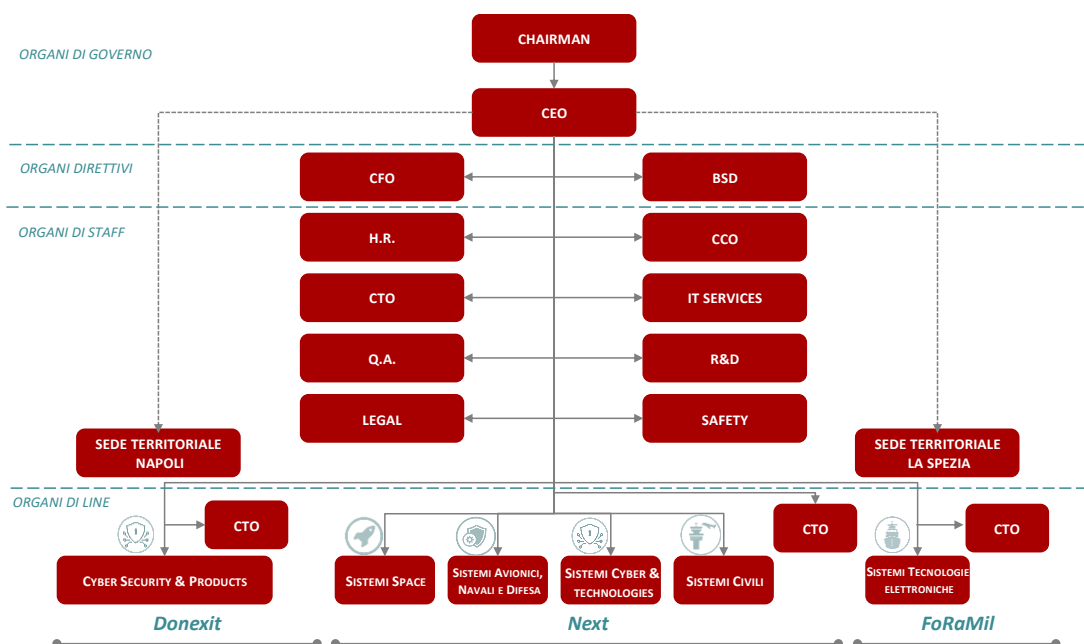 CHAIRMAN
ORGANI DI GOVERNO
CEO
ORGANI DIRETTIVI
CFO
BSD
ORGANI DI STAFF
H.R.
CCO
CTO
IT SERVICES
Q.A.
R&D
LEGAL
SAFETY
SEDE TERRITORIALE
NAPOLI
SEDE TERRITORIALE
LA SPEZIA
ORGANI DI LINE
CTO
CTO
CTO
CYBER SECURITY & PRODUCTS
SISTEMI SPACE
SISTEMI AVIONICI,
NAVALI E DIFESA
SISTEMI CYBER &
TECHNOLOGIES
SISTEMI CIVILI
SISTEMI TECNOLOGIE
ELETTRONICHE
Donexit
Next
FoRaMil